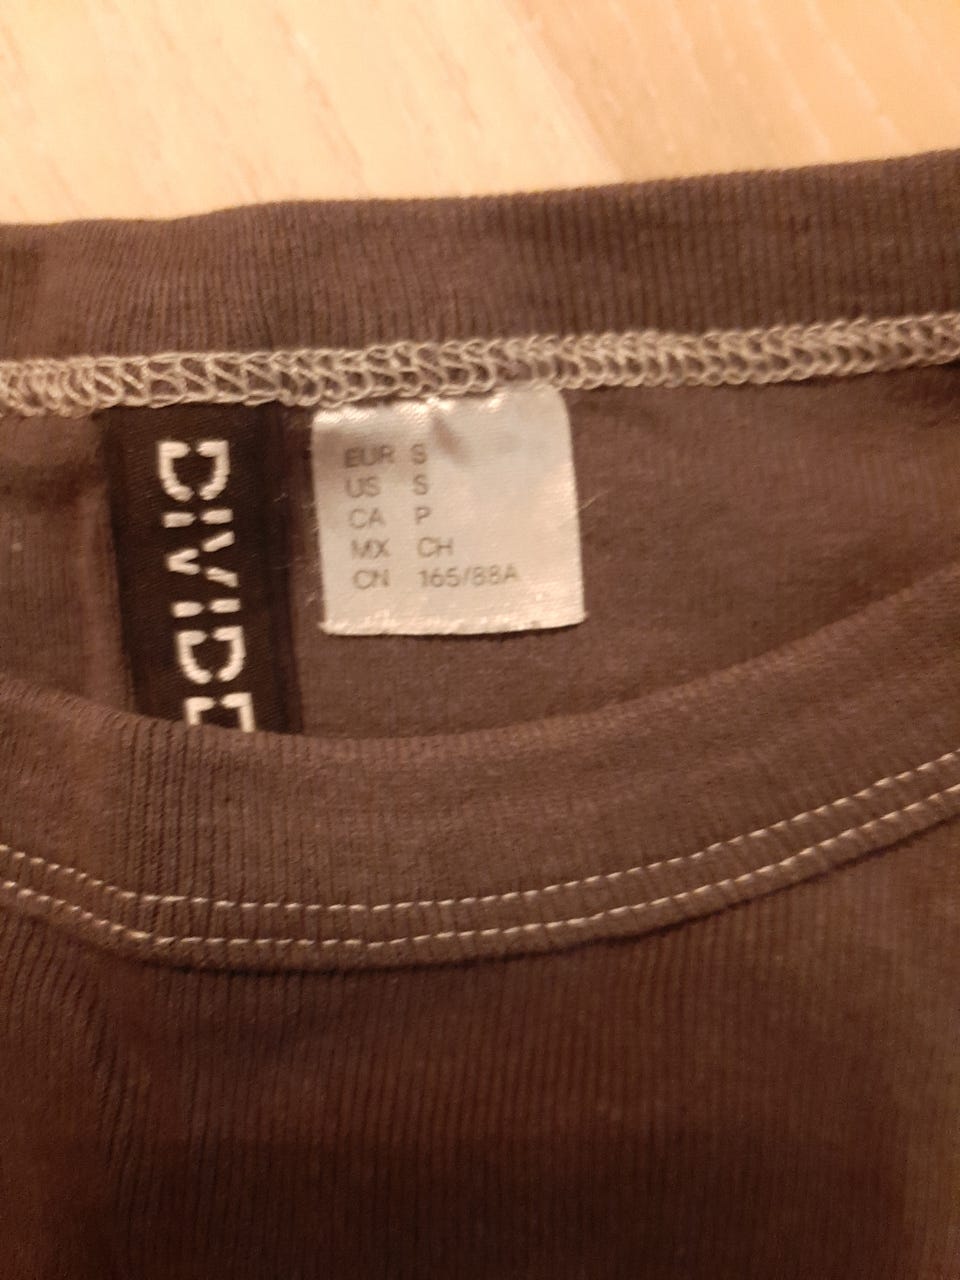 DIVIDE
EUR S
US S
CA P
MX CH
CN 165/88A